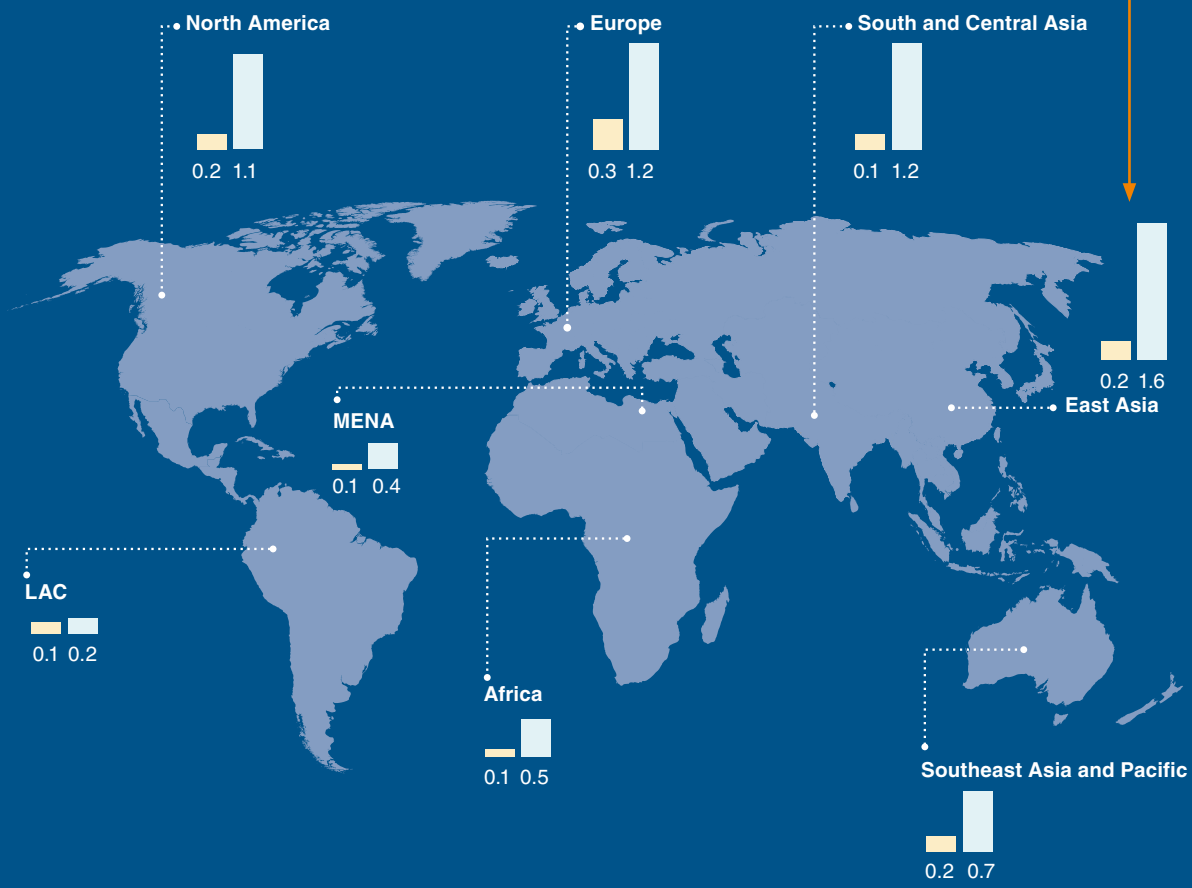 North America
0.2 1.1
Europe
0.3 1.2
South and Central Asia
0.1 1.2
0.2 1.6
East Asia
MENA
0.1 0.4
LAC
0.1 0.2
Africa
0.1 0.5
Southeast Asia and Pacific
0.2 0.7